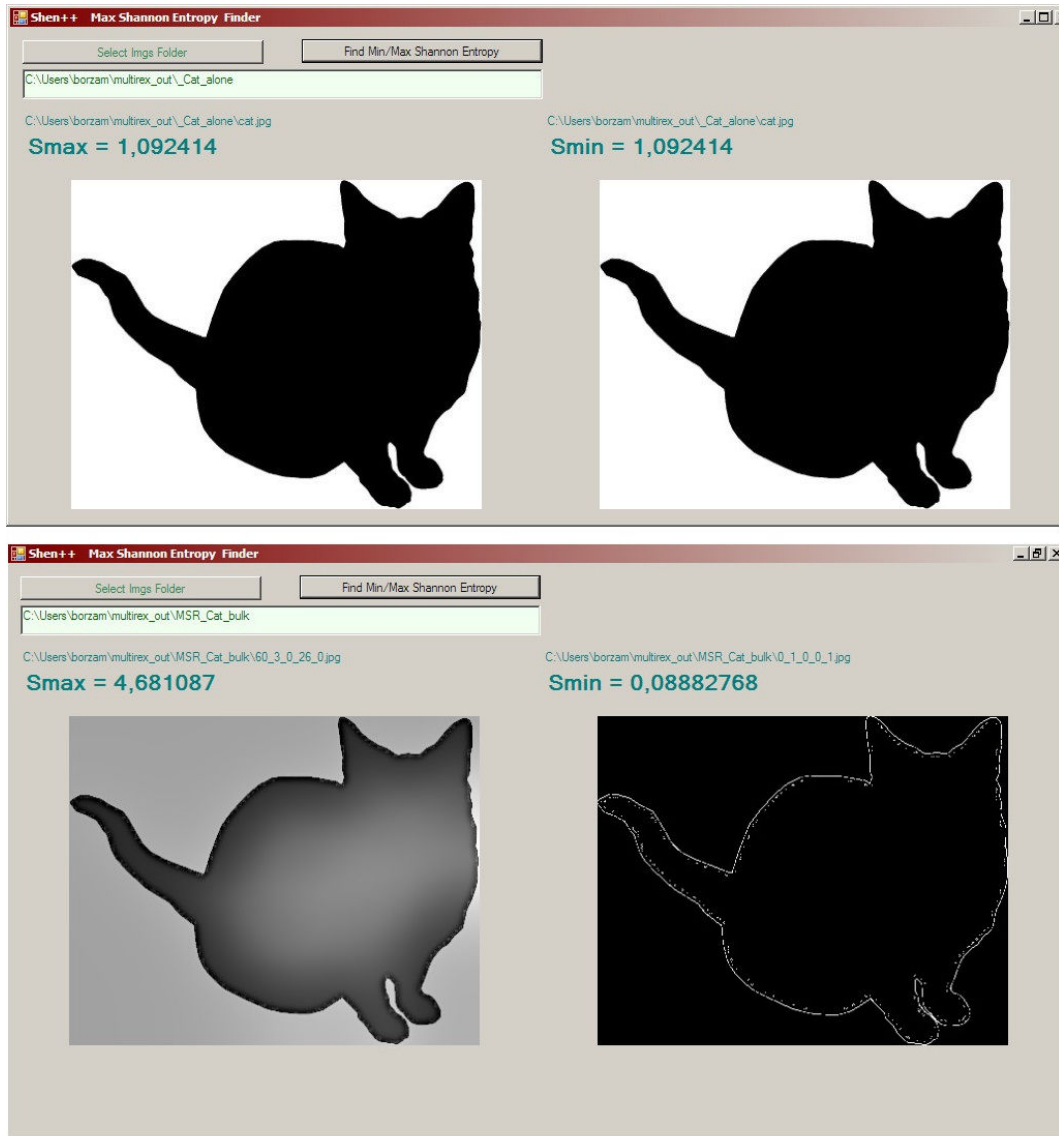 Shen++ Max Shannon Entropy Finder
Select Imgs Folder
Find Min/Max Shannon Entropy
C:\Users\borzam\multirex_out\_Cat_alone
C:\Users\borzam\multirex_out\_Cat_alone\cat.jpg
C:\Users\borzam\multirex_out\_Cat_alone\cat.jpg
Smax = 1,092414
Smin = 1,092414
Shen++ Max Shannon Entropy Finder
Select Imgs Folder
Find Min/Max Shannon Entropy
C:\Users\borzam\multirex_out\MSR_Cat_bulk
C:\Users\borzam\multirex_out\MSR_Cat_bulk\60_3_0_26_0.jpg
C:\Users\borzam\multirex_out\MSR_Cat_bulk\0_1_0_0_1.jpg
Smax = 4,681087
Smin = 0,08882768